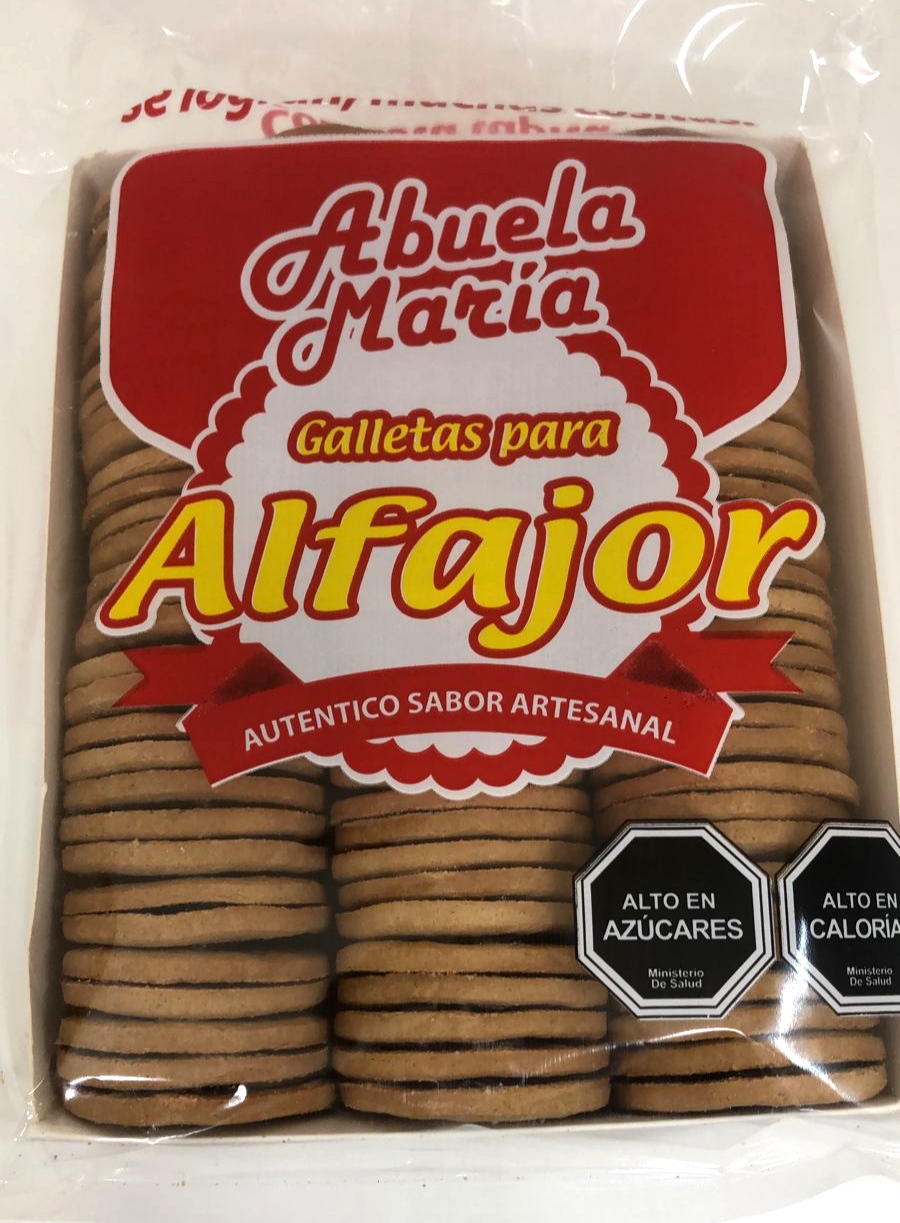 Abuela
María
Galletas para
Alfajor
AUTENTICO SABOR ARTESANAL
ALTO EN
AZÚCARES
Ministerio
De Salud
ALTO EN
CALORÍA
Ministerio
De Salud